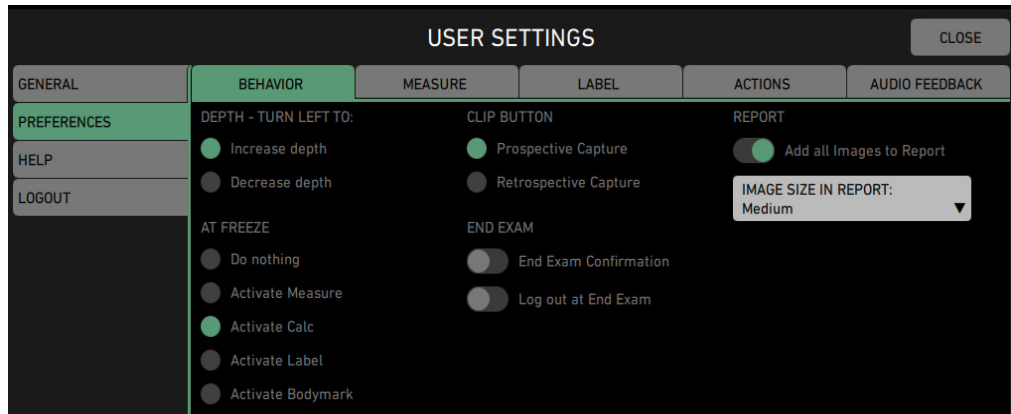 USER SETTINGS
CLOSE
GENERAL
PREFERENCES
HELP
LOGOUT
BEHAVIOR
MEASURE
LABEL
ACTIONS
AUDIO FEEDBACK
DEPTH - TURN LEFT TO:
Increase depth
Decrease depth
AT FREEZE
Do nothing
Activate Measure
Activate Calc
Activate Label
Activate Bodymark
CLIP BUTTON
Prospective Capture
Retrospective Capture
END EXAM
End Exam Confirmation
Log out at End Exam
REPORT
Add all Images to Report
IMAGE SIZE IN REPORT:
Medium